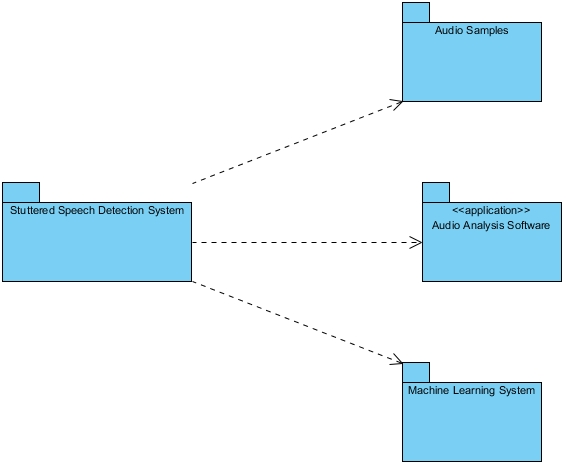 Audio Samples
Stuttered Speech Detection System
<<application>>
Audio Analysis Software
Machine Learning System